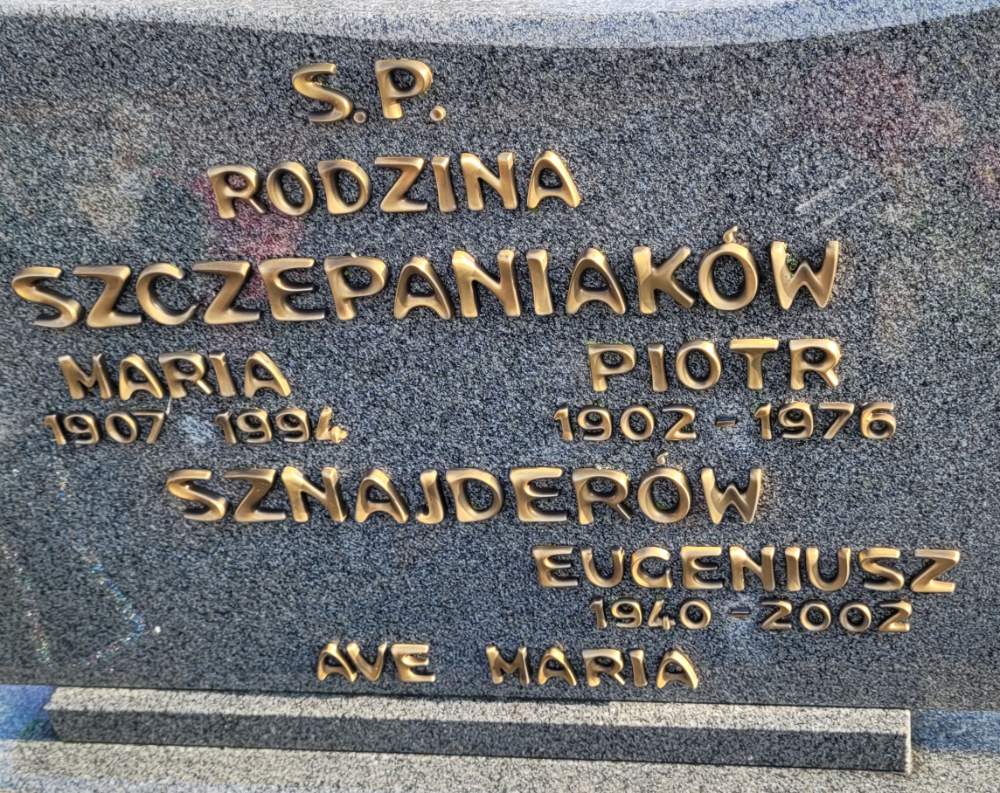 S.P.
RODZINA
SZCZEPANIAKÓW
MARIA PIOTR
1907 1994 1902 - 1976
SZNAJDERÓW
EUGENIUSZ
1940 - 2002
AVE MARIA